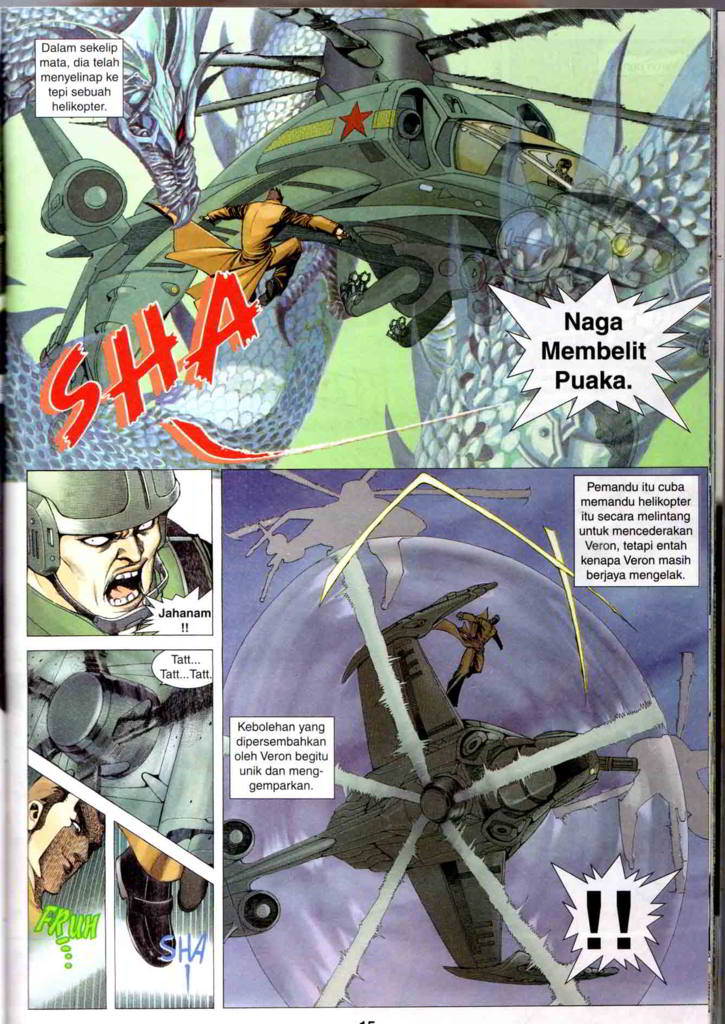 Dalam sekelip
mata, dia telah
menyelinap ke
tepi sebuah
helikopter.
SHA
Naga
Membelit
Puaka.
Jahanam
!!
Pemandu itu cuba
memandu helikopter
itu secara melintang
untuk mencederakan
Veron, tetapi entah
kenapa Veron masih
berjaya mengelak.
Tatt...
Tatt...Tatt.
Kebolehan yang
dipersembahkan
oleh Veron begitu
unik dan meng-
gemparkan.
FRUH
SHA
!
!!